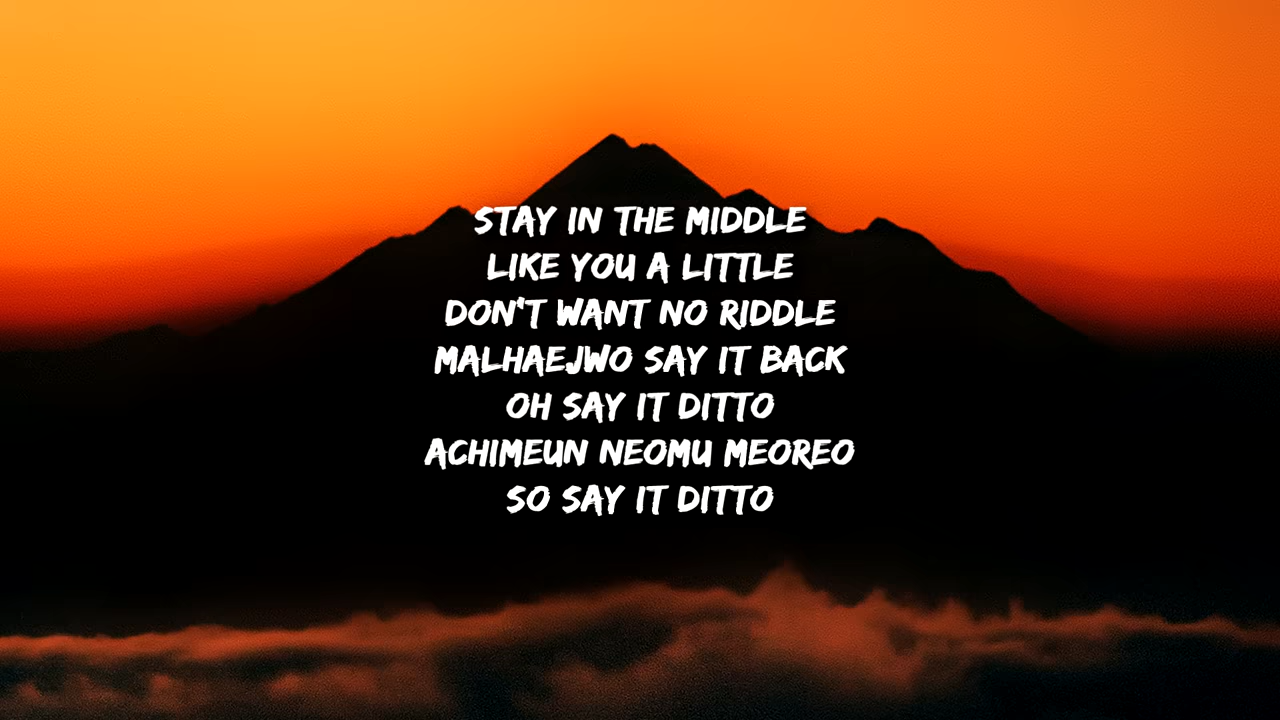 STAY IN THE MIDDLE
LIKE YOU A LITTLE
DON'T WANT NO RIDDLE
MALHAEJWO SAY IT BACK
OH SAY IT DITTO
ACHIMEUN NEOMU MEOREO
SO SAY IT DITTO